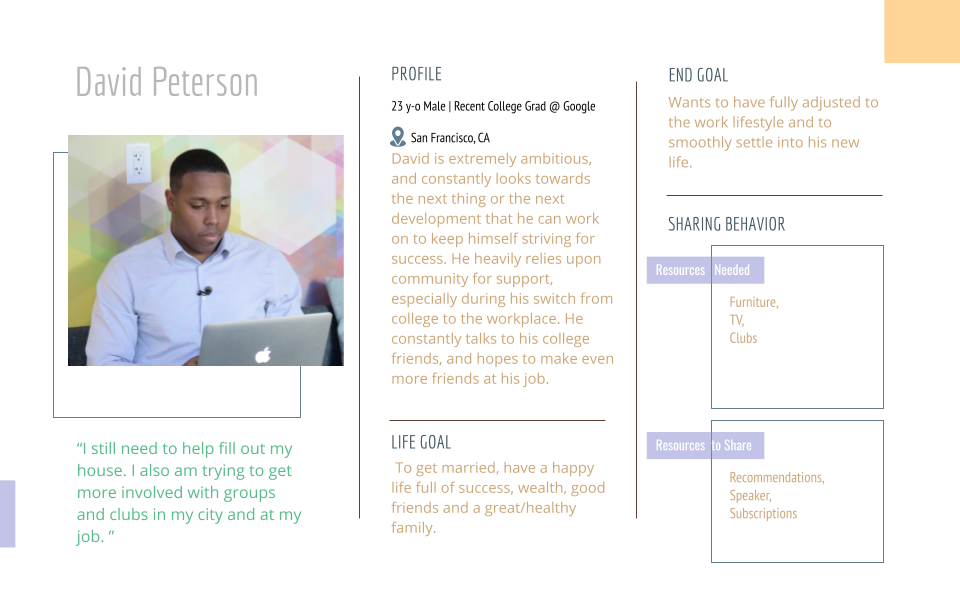 David Peterson
“I still need to help fill out my
house. I also am trying to get
more involved with groups
and clubs in my city and at my
job. ”
PROFILE
23 y-o Male | Recent College Grad @ Google
San Francisco, CA
David is extremely ambitious,
and constantly looks towards
the next thing or the next
development that he can work
on to keep himself striving for
success. He heavily relies upon
community for support,
especially during his switch from
college to the workplace. He
constantly talks to his college
friends, and hopes to make even
more friends at his job.
LIFE GOAL
To get married, have a happy
life full of success, wealth, good
friends and a great/healthy
family.
END GOAL
Wants to have fully adjusted to
the work lifestyle and to
smoothly settle into his new
life.
SHARING BEHAVIOR
Resources Needed
Furniture,
TV,
Clubs
Resources to Share
Recommendations,
Speaker,
Subscriptions